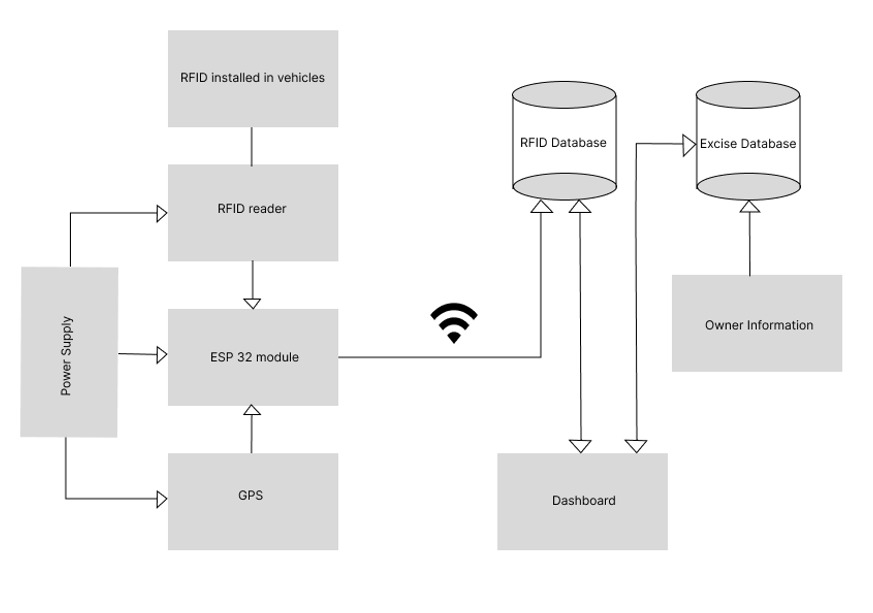 RFID installed in vehicles
RFID reader
Power Supply
ESP 32 module
GPS
RFID Database
Excise Database
Owner Information
Dashboard